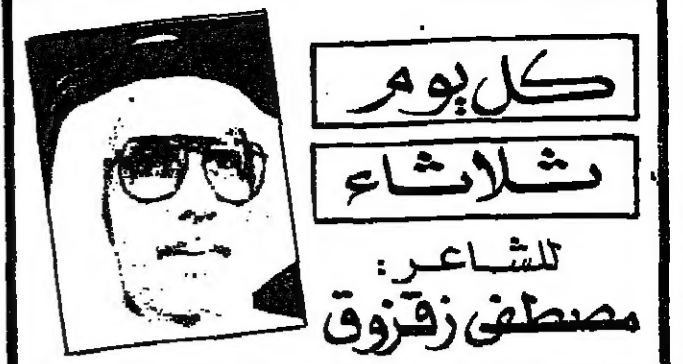 كل يوم
ثلاثاء
للشاعر :
مصطفى زقزوق